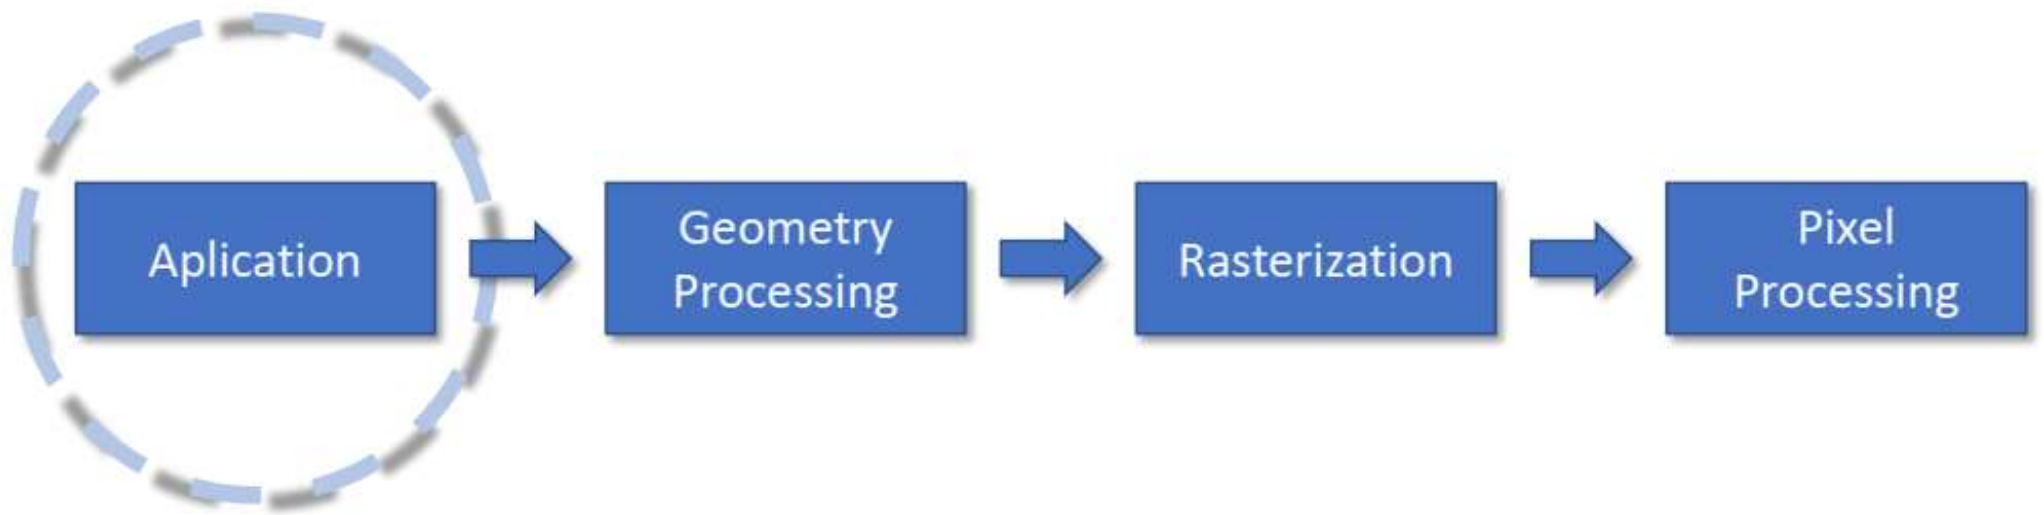 Aplication
Geometry
Processing
Rasterization
Pixel
Processing